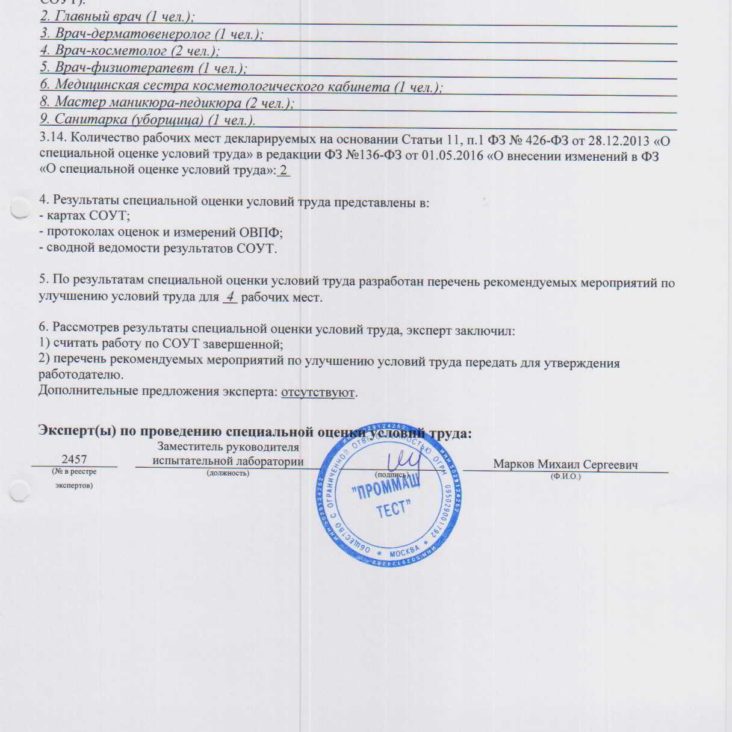 СОУТ):
2. Главный врач (1 чел.);
3. Врач-дерматовенеролог (1 чел.);
4. Врач-косметолог (2 чел.);
5. Врач-физиотерапевт (1 чел.);
6. Медицинская сестра косметологического кабинета (1 чел.);
8. Мастер маникюра-педикюра (2 чел.);
9. Санитарка (уборщица) (1 чел.).
3.14. Количество рабочих мест декларируемых на основании Статьи 11, п.1 ФЗ № 426-ФЗ от 28.12.2013 «О
специальной оценке условий труда» в редакции ФЗ №136-ФЗ от 01.05.2016 «О внесении изменений в ФЗ
«О специальной оценке условий труда»: 2
4. Результаты специальной оценки условий труда представлены в:
- картах СОУТ;
- протоколах оценок и измерений ОВПФ;
- сводной ведомости результатов СОУТ.
5. По результатам специальной оценки условий труда разработан перечень рекомендуемых мероприятий по
улучшению условий труда для 4 рабочих мест.
6. Рассмотрев результаты специальной оценки условий труда, эксперт заключил:
1) считать работу по СОУТ завершенной;
2) перечень рекомендуемых мероприятий по улучшению условий труда передать для утверждения
работодателю.
Дополнительные предложения эксперта: отсутствуют.
Эксперт(ы) по проведению специальной оценки условий труда:
2457
(№ в реестре
экспертов)
Заместитель руководителя
испытательной лаборатории
(должность)
(подпись)
Марков Михаил Сергеевич
(Ф.И.О.)
ОБЩЕСТВО С ОГРАНИЧЕННОЙ ОТВЕТСТВЕННОСТЬЮ ОГРН
"ПРОММАШ
ТЕСТ"
* МОСКВА *